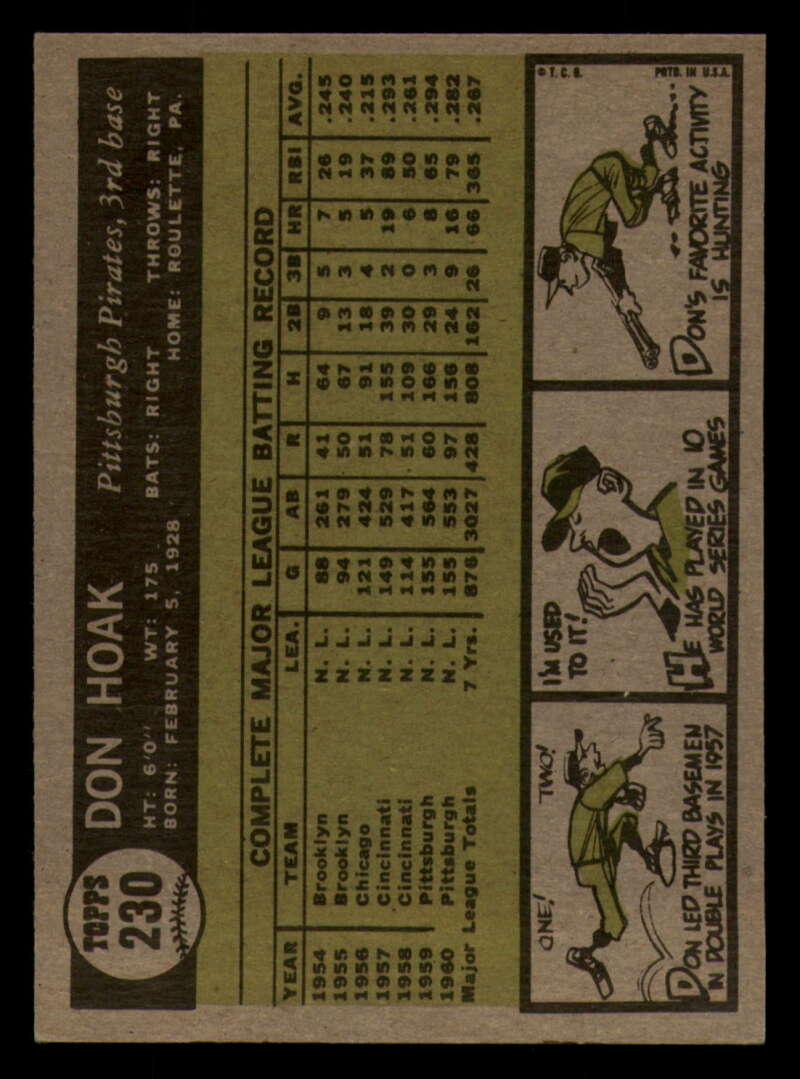 TOPPS
230
DON HOAK Pittsburgh Pirates, 3rd base
HT: 6'0" WT: 175 BATS: RIGHT THROWS: RIGHT
BORN: FEBRUARY 5, 1928 HOME: ROULETTE, PA.
COMPLETE MAJOR LEAGUE BATTING RECORD
YEAR TEAM LEA. G AB R H 2B 3B HR RBI AVG.
1954 Brooklyn N. L. 88 261 41 64 9 5 7 26 .245
1955 Brooklyn N. L. 94 279 50 67 13 3 5 19 .240
1956 Chicago N. L. 121 424 51 91 18 4 5 37 .215
1957 Cincinnati N. L. 149 529 78 155 39 2 19 89 .293
1958 Cincinnati N. L. 114 417 51 109 30 0 6 50 .261
1959 Pittsburgh N. L. 155 564 60 166 29 3 8 65 .294
1960 Pittsburgh N. L. 155 553 97 156 24 9 16 79 .282
Major League Totals 7 Yrs. 876 3027 428 808 162 26 66 365 .267
ONE! TWO!
DON LED THIRD BASEMEN
IN DOUBLE PLAYS IN 1957
I'M USED
TO IT!
HE HAS PLAYED IN 10
WORLD SERIES GAMES
© T. C. G. PRTD. IN U.S.A.
DON'S FAVORITE ACTIVITY
IS HUNTING